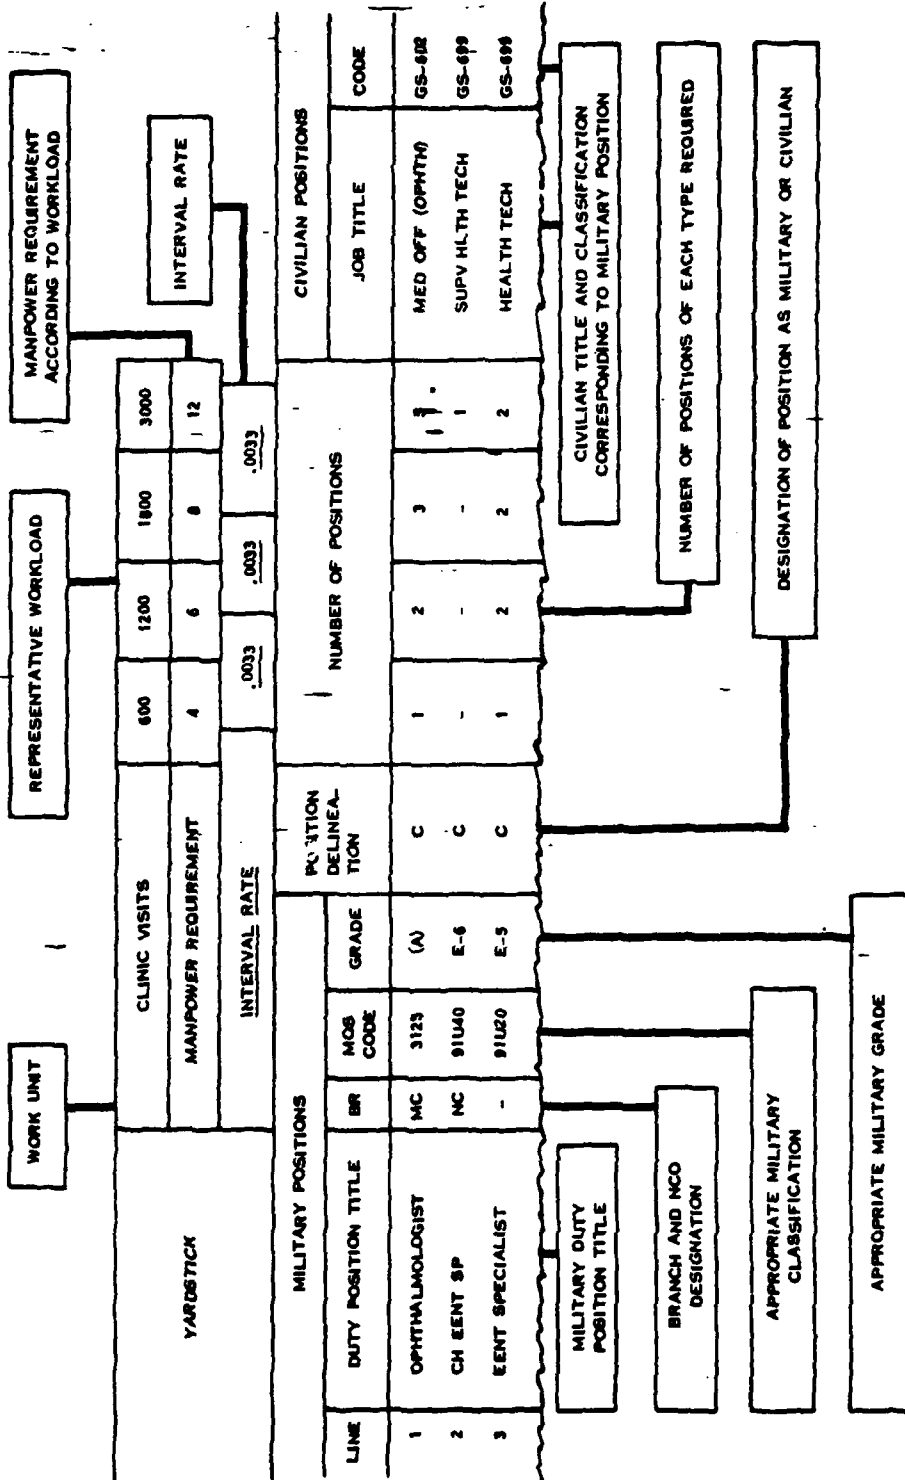 WORK UNIT
REPRESENTATIVE WORKLOAD
MANPOWER REQUIREMENT
ACCORDING TO WORKLOAD
INTERVAL RATE
YARDSTICK
CLINIC VISITS 600 1200 1800 3000
MANPOWER REQUIREMENT 4 6 8 12
INTERVAL RATE .0033 .0033 .0033
MILITARY POSITIONS
POSITION
DELINEA-
TION
NUMBER OF POSITIONS
CIVILIAN POSITIONS
LINE DUTY POSITION TITLE BR MOS
CODE
GRADE
JOB TITLE CODE
1 OPHTHALMOLOGIST MC 3125 (A) C 1 2 3 MED OFF (OPHTH) GS-602
2 CH EENT SP NC 91U40 E-6 C - - - 1 SUPV HLTH TECH GS-699
3 EENT SPECIALIST - 91U20 E-5 C 1 2 2 2 HEALTH TECH GS-699
MILITARY DUTY
POSITION TITLE
CIVILIAN TITLE AND CLASSIFICATION
CORRESPONDING TO MILITARY POSITION
BRANCH AND NCO
DESIGNATION
NUMBER OF POSITIONS OF EACH TYPE REQUIRED
APPROPRIATE MILITARY
CLASSIFICATION
DESIGNATION OF POSITION AS MILITARY OR CIVILIAN
APPROPRIATE MILITARY GRADE